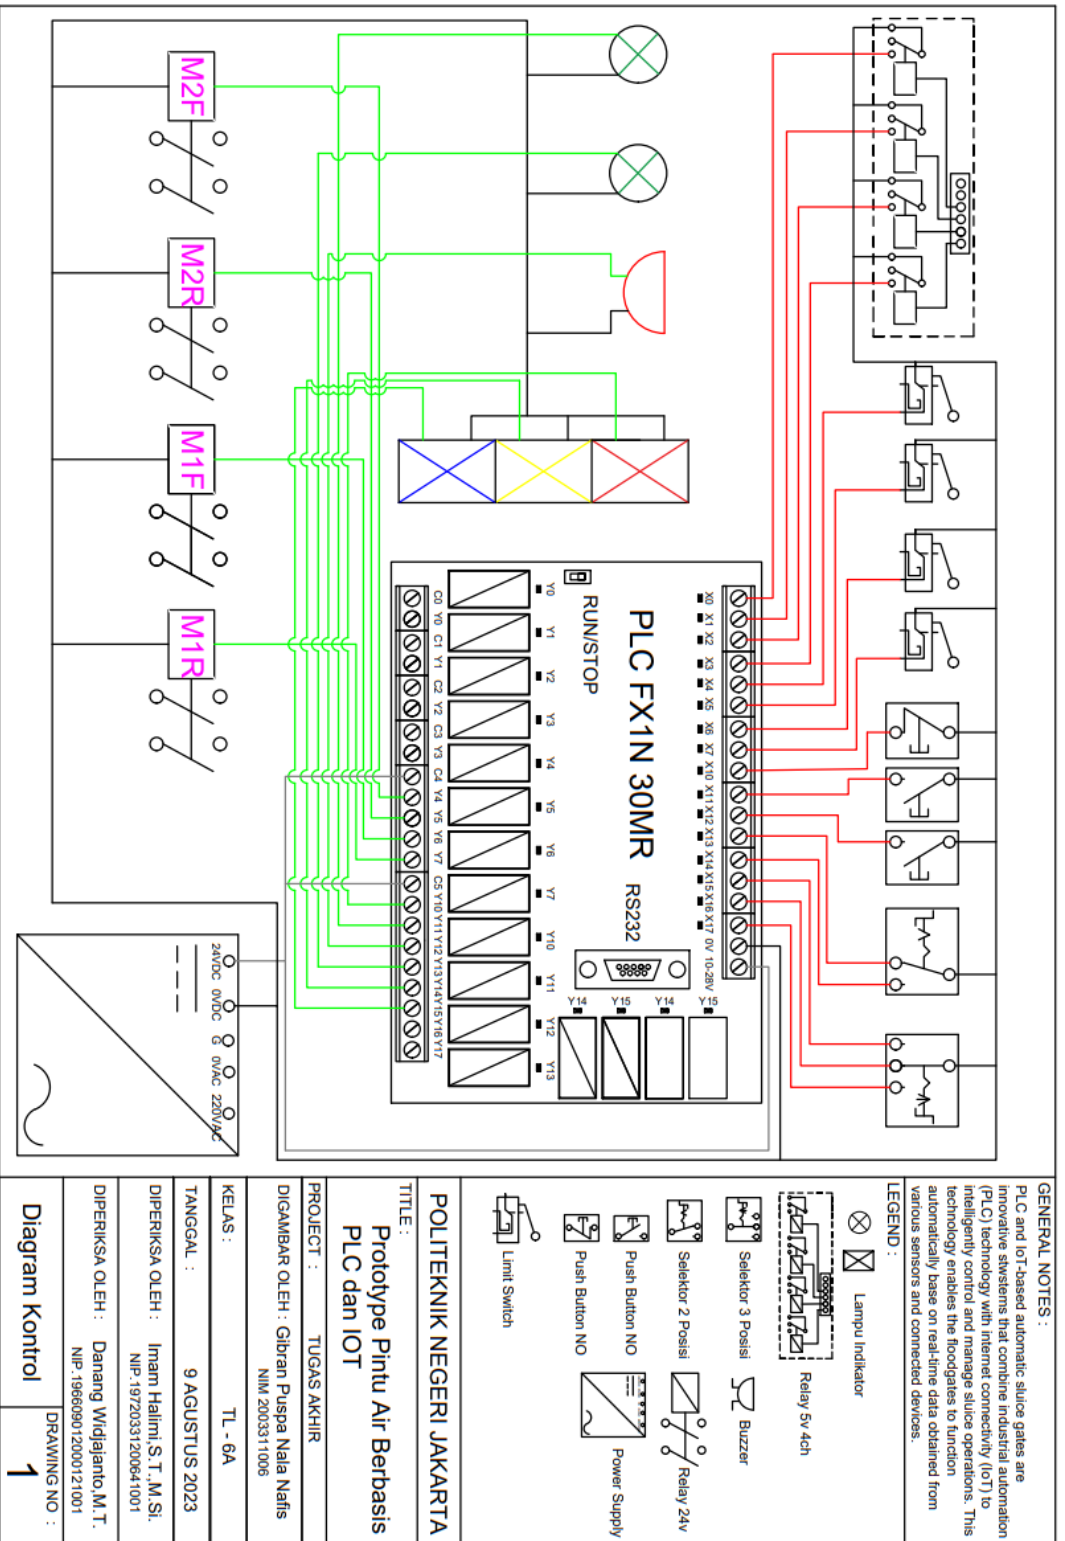 GENERAL NOTES :
PLC and IoT-based automatic sluice gates are
innovative stwstems that combine industrial automation
(PLC) technology with internet connectivity (IoT) to
intelligently control and manage sluice operations. This
technology enables the floodgates to function
automatically base on real-time data obtained from
various sensors and connected devices.
LEGEND :
Lampu Indikator
Relay 5v 4ch
Selektor 3 Posisi
Buzzer
Selektor 2 Posisi
Relay 24v
Push Button NO
Push Button NO
Power Supply
Limit Switch
POLITEKNIK NEGERI JAKARTA
TITLE :
Prototype Pintu Air Berbasis
PLC dan IOT
PROJECT : TUGAS AKHIR
DIGAMBAR OLEH : Gibran Puspa Nala Nafis
NIM 2003311006
KELAS : TL - 6A
TANGGAL : 9 AGUSTUS 2023
DIPERIKSA OLEH : Imam Halimi,S.T.,M.Si.
NIP.19720331200641001
DIPERIKSA OLEH : Danang Widjajanto,M.T.
NIP.196609012000121001
Diagram Kontrol
DRAWING NO :
1
X0 X1 X2 X3 X4 X5 X6 X7 X10 X11 X12 X13 X14 X15 X16 X17 0V 10-28V
PLC FX1N 30MR
RS232
RUN/STOP
Y14 Y15 Y14 Y15
Y0 Y1 Y2 Y3 Y4 Y5 Y6 Y7 Y10 Y11 Y12 Y13
C0 Y0 C1 Y1 C2 Y2 C3 Y3 C4 Y4 Y5 Y6 Y7 C5 Y10 Y11 Y12 Y13 Y14 Y15 Y16 Y17
M2F
M2R
M1F
M1R
24VDC 0VDC G 0VAC 220VAC